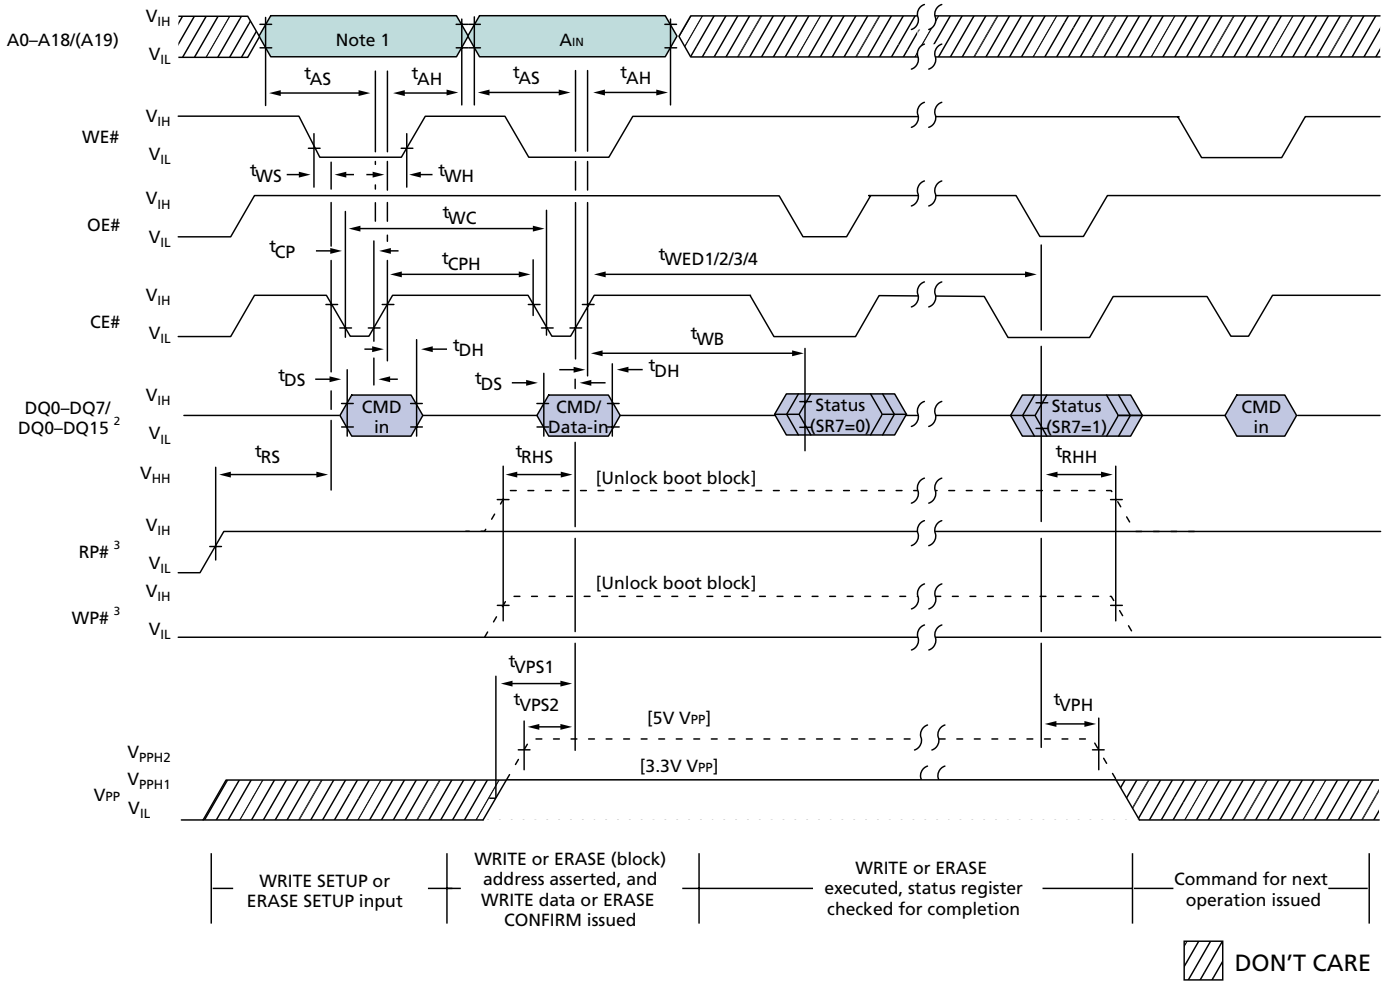 VIH
A0–A18/(A19)
VIL
Note 1
AIN
tAS
tAH
tAS
tAH
VIH
WE#
VIL
tWS
tWH
VIH
OE#
VIL
tWC
tCP
tCPH
tWED1/2/3/4
VIH
CE#
VIL
tWB
tDH
tDS
tDS
tDH
VIH
DQ0–DQ7/
DQ0–DQ15 2
VIL
CMD
in
CMD/
Data-in
Status
(SR7=0)
Status
(SR7=1)
CMD
in
tRS
tRHS
tRHH
VHH
[Unlock boot block]
VIH
RP# 3
VIL
VIH
[Unlock boot block]
WP# 3
VIL
tVPS1
tVPS2
[5V VPP]
tVPH
VPPH2
[3.3V VPP]
VPPH1
VPP
VIL
WRITE SETUP or
ERASE SETUP input
WRITE or ERASE (block)
address asserted, and
WRITE data or ERASE
CONFIRM issued
WRITE or ERASE
executed, status register
checked for completion
Command for next
operation issued
DON'T CARE